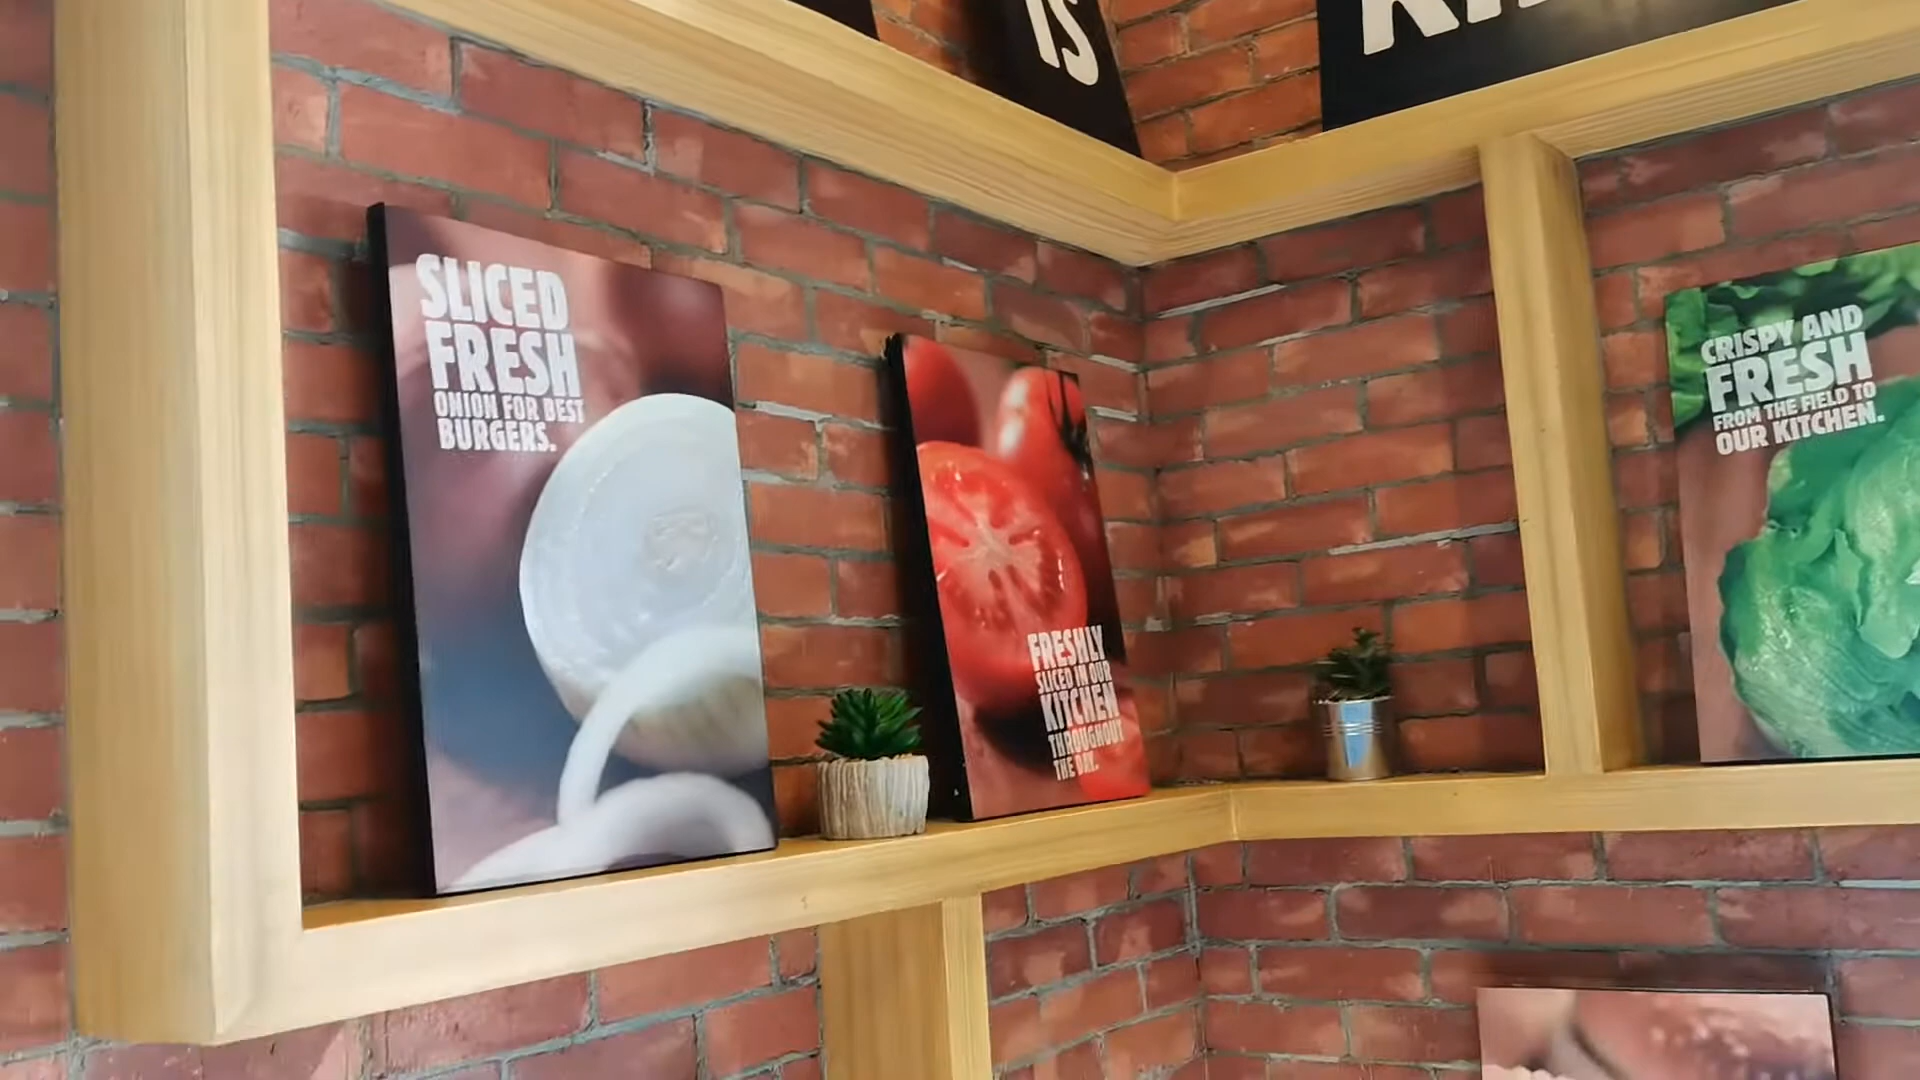 IS
SLICED
FRESH
ONION FOR BEST
BURGERS.
FRESHLY
SLICED IN OUR
KITCHEN
THROUGHOUT
THE DAY.
CRISPY AND
FRESH
FROM THE FIELD TO
OUR KITCHEN.